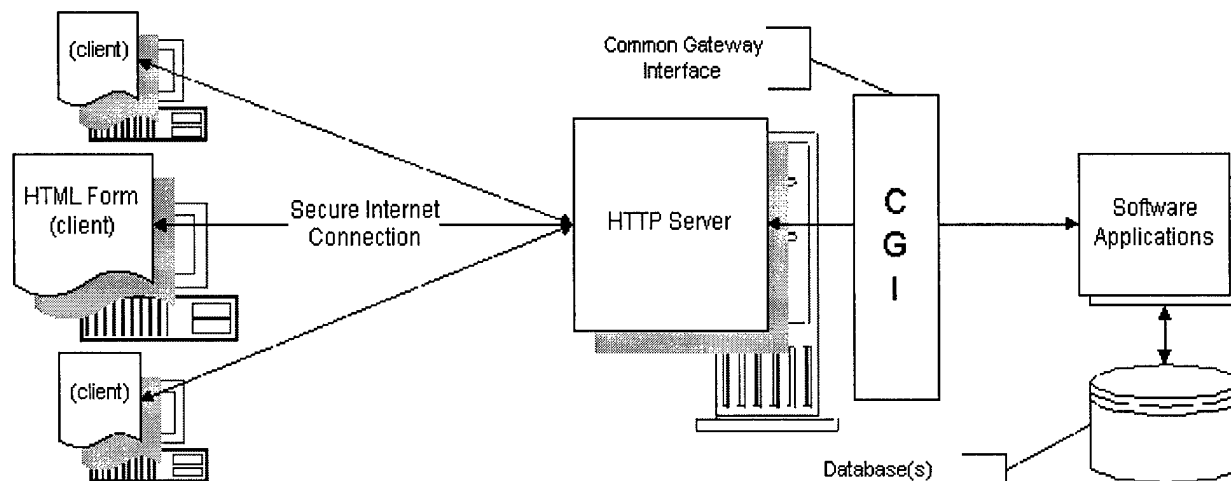 (client)
Common Gateway
Interface
HTML Form
(client)
Secure Internet
Connection
HTTP Server
C
G
I
Software
Applications
(client)
Database(s)